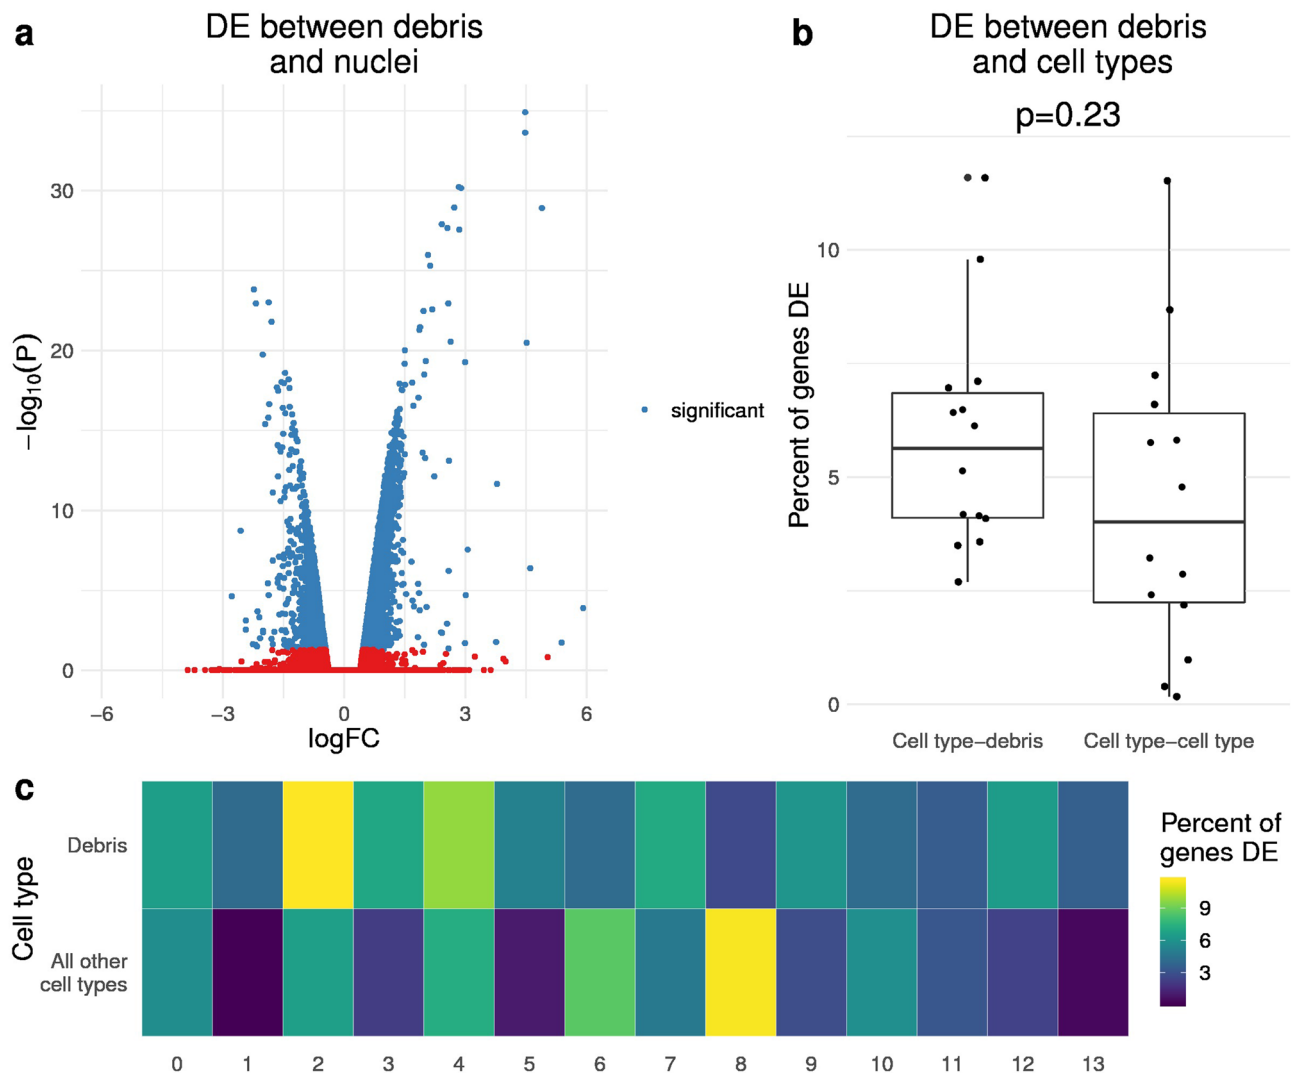 a
DE between debris
and nuclei
−log10(P)
30
20
10
0
−6
−3
0
3
6
logFC
significant
b
DE between debris
and cell types
p=0.23
Percent of genes DE
10
5
0
Cell type−debris
Cell type−cell type
c
Cell type
Debris
All other
cell types
0
1
2
3
4
5
6
7
8
9
10
11
12
13
Percent of
genes DE
9
6
3